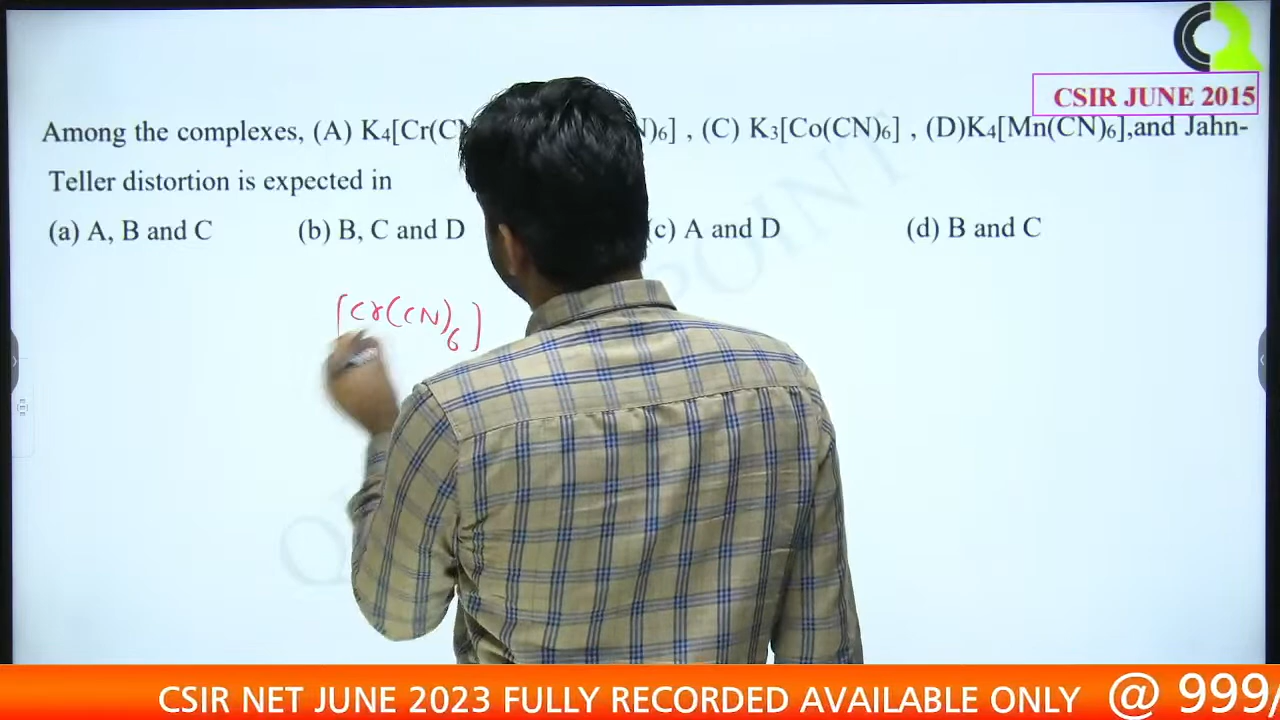 CSIR JUNE 2015
Among the complexes, (A) K₄[Cr(CN)₆] , (C) K₃[Co(CN)₆] , (D)K₄[Mn(CN)₆],and Jahn-
Teller distortion is expected in
(a) A, B and C (b) B, C and D (c) A and D (d) B and C
[Cr(CN)₆]
CSIR NET JUNE 2023 FULLY RECORDED AVAILABLE ONLY @ 999/